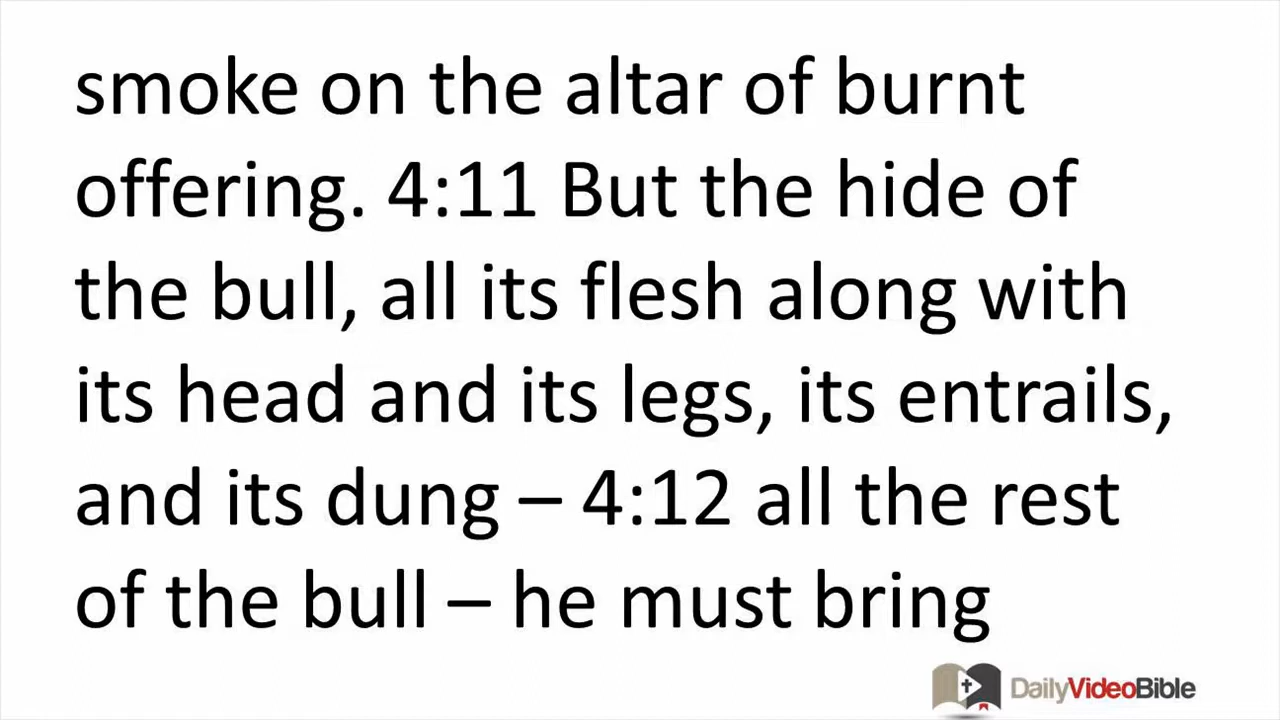 smoke on the altar of burnt
offering. 4:11 But the hide of
the bull, all its flesh along with
its head and its legs, its entrails,
and its dung – 4:12 all the rest
of the bull – he must bring
DailyVideoBible